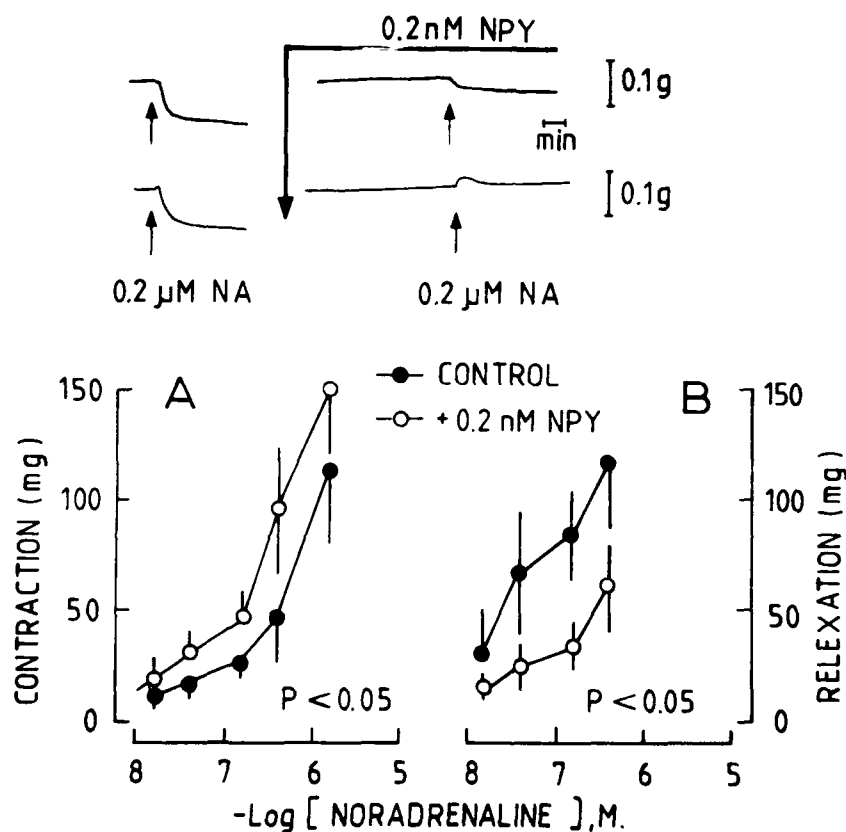 0.2nM NPY
0.1g
min
0.1g
0.2 μM NA
0.2 μM NA
150
A
CONTROL
+ 0.2 nM NPY
B
150
100
100
50
50
0
P < 0.05
P < 0.05
0
CONTRACTION (mg)
RELEXATION (mg)
8 7 6 5
8 7 6 5
-Log [ NORADRENALINE ], M.